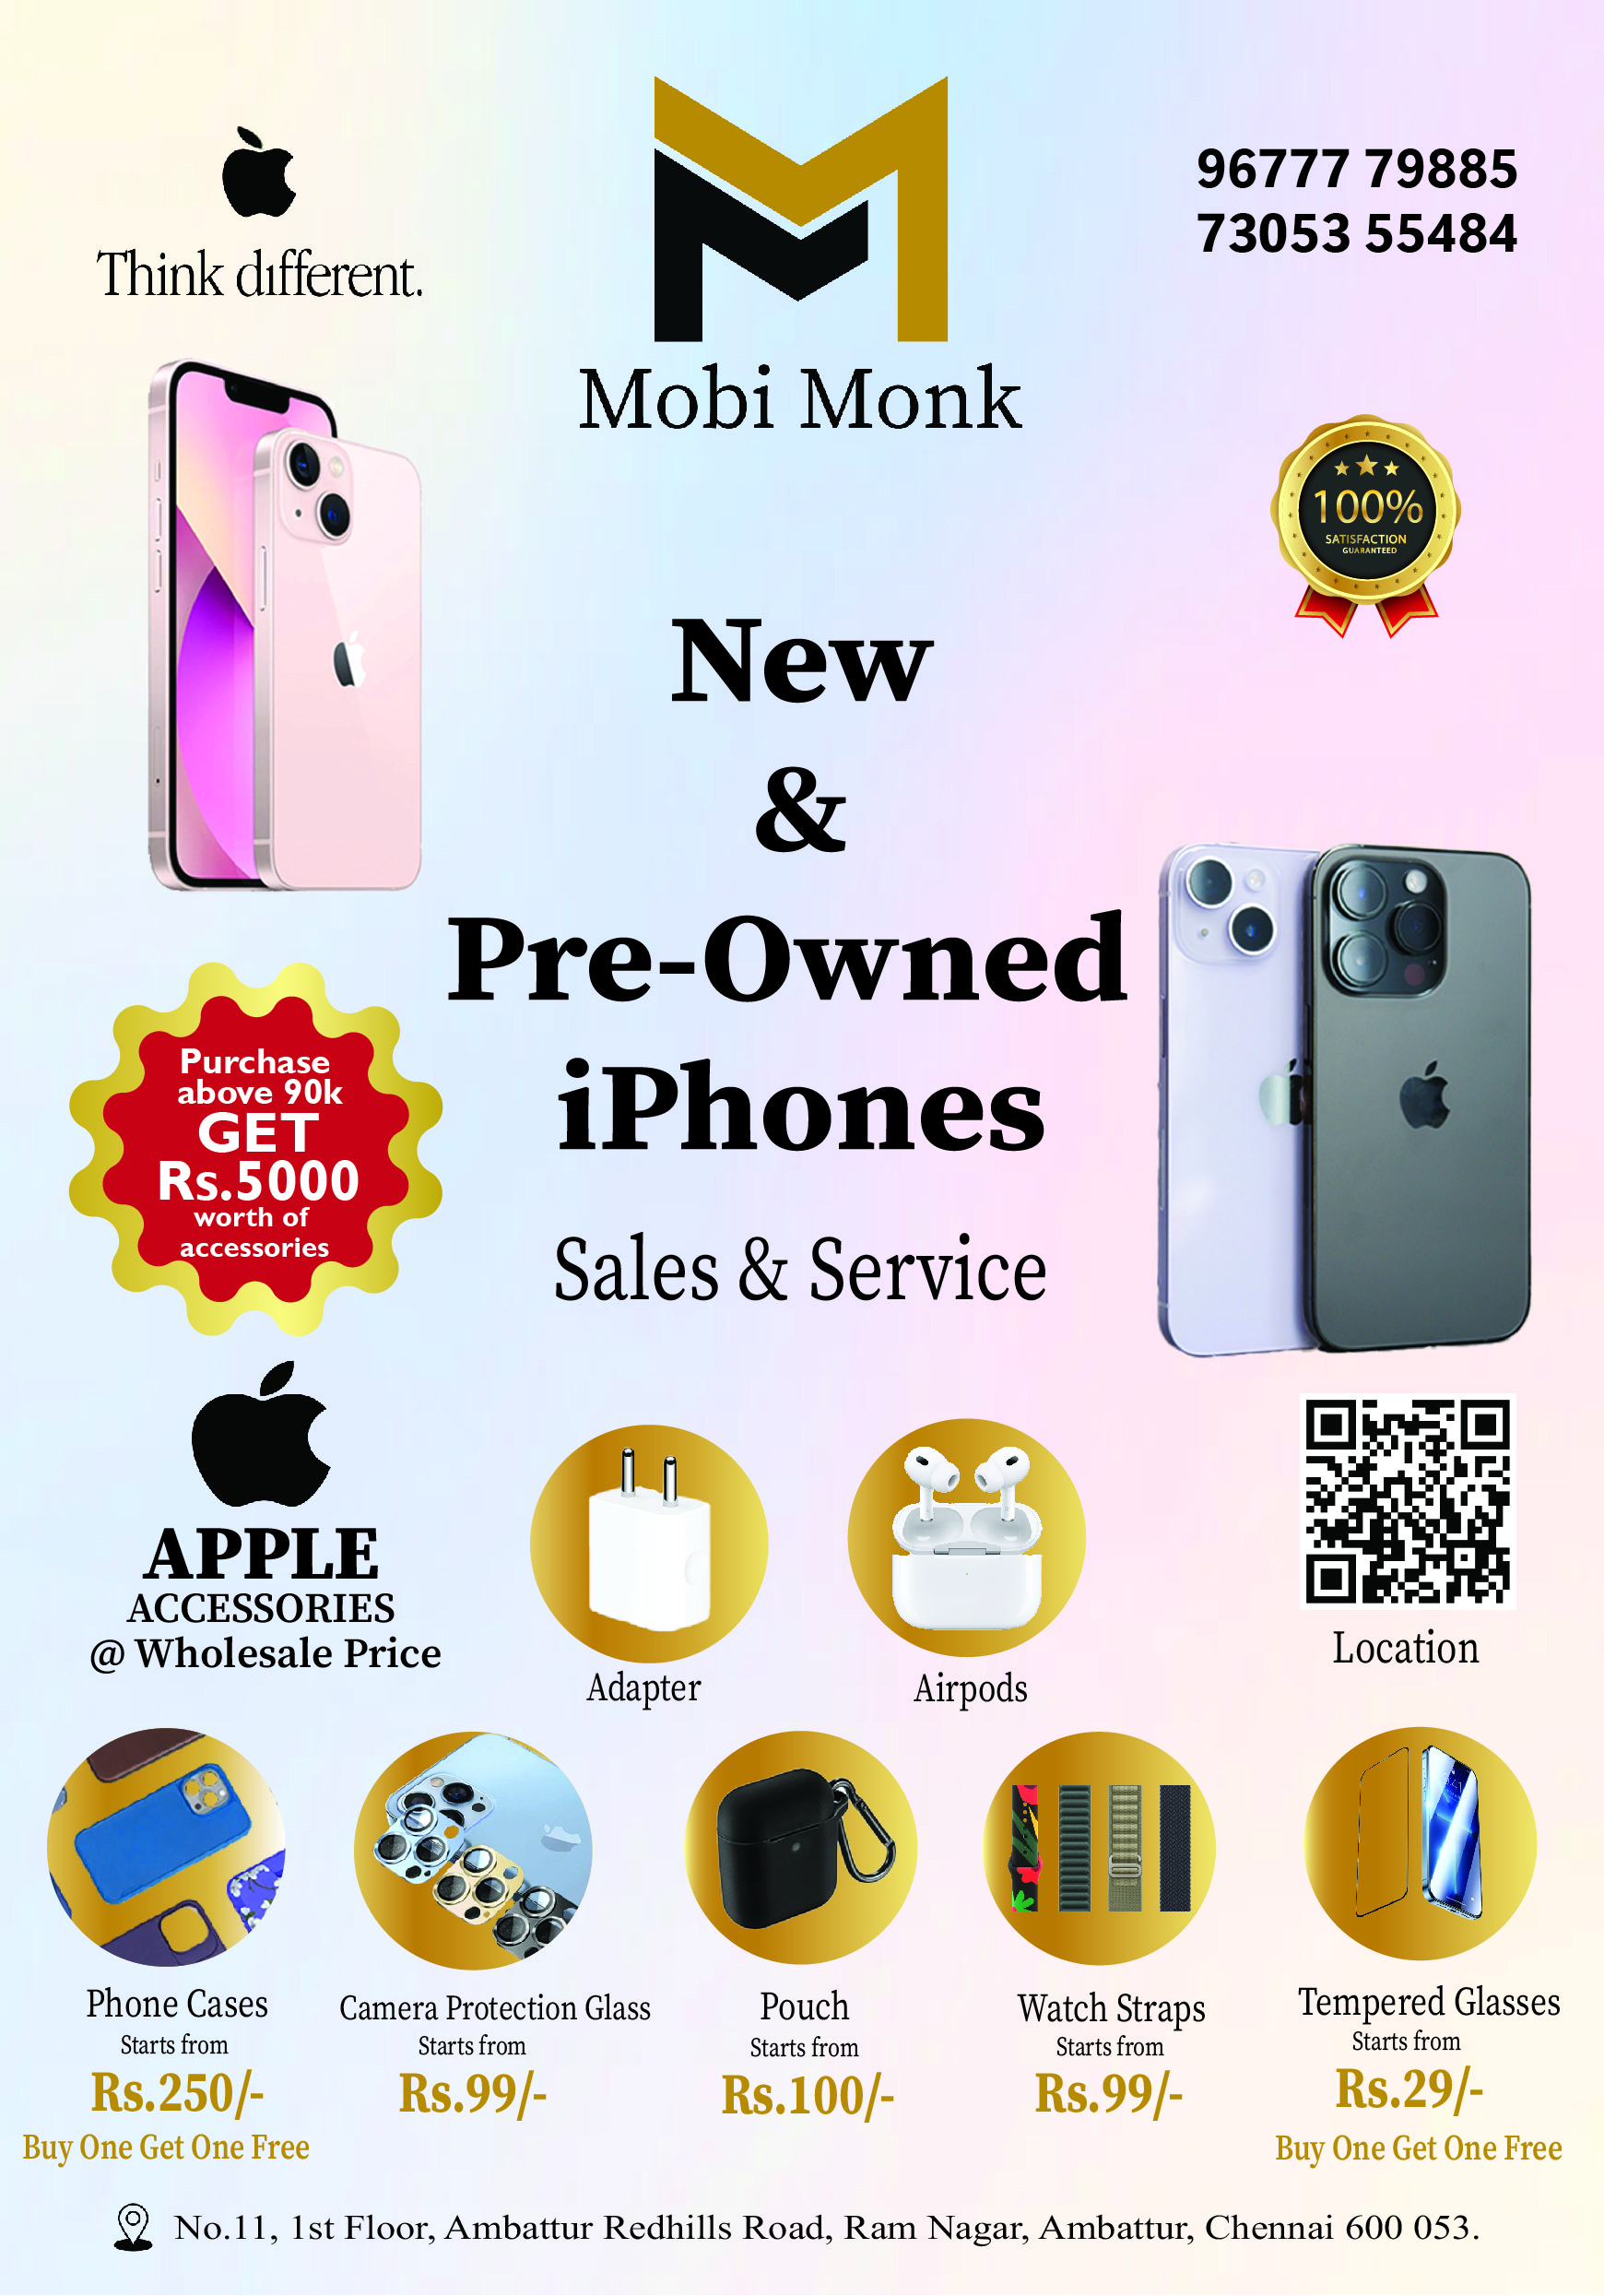 Think different.
Mobi Monk
96777 79885
73053 55484
100%
SATISFACTION
GUARANTEED
New
&
Pre-Owned
iPhones
Sales & Service
Purchase
above 90k
GET
Rs.5000
worth of
accessories
APPLE
ACCESSORIES
@ Wholesale Price
Adapter
Airpods
Location
Phone Cases
Starts from
Rs.250/-
Buy One Get One Free
Camera Protection Glass
Starts from
Rs.99/-
Pouch
Starts from
Rs.100/-
Watch Straps
Starts from
Rs.99/-
Tempered Glasses
Starts from
Rs.29/-
Buy One Get One Free
No.11, 1st Floor, Ambattur Redhills Road, Ram Nagar, Ambattur, Chennai 600 053.